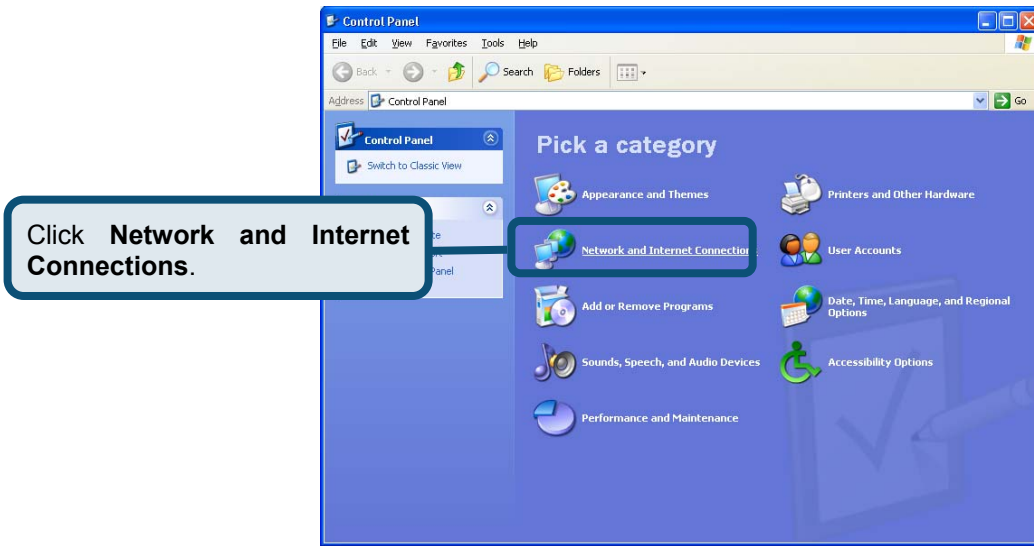 Control Panel
File Edit View Favorites Tools Help
Back Search Folders
Address Control Panel Go
Control Panel
Switch to Classic View
Pick a category
Appearance and Themes
Printers and Other Hardware
Network and Internet Connection
User Accounts
Add or Remove Programs
Date, Time, Language, and Regional
Options
Sounds, Speech, and Audio Devices
Accessibility Options
Performance and Maintenance
Click Network and Internet
Connections.
Panel